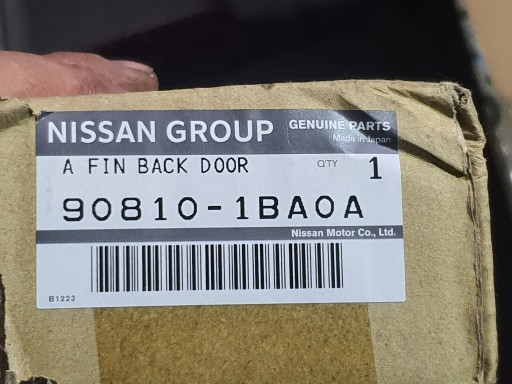 NISSAN GROUP GENUINE PARTS
Made in Japan
A FIN BACK DOOR Q'TY 1
90810-1BA0A
Nissan Motor Co., Ltd.
B1223